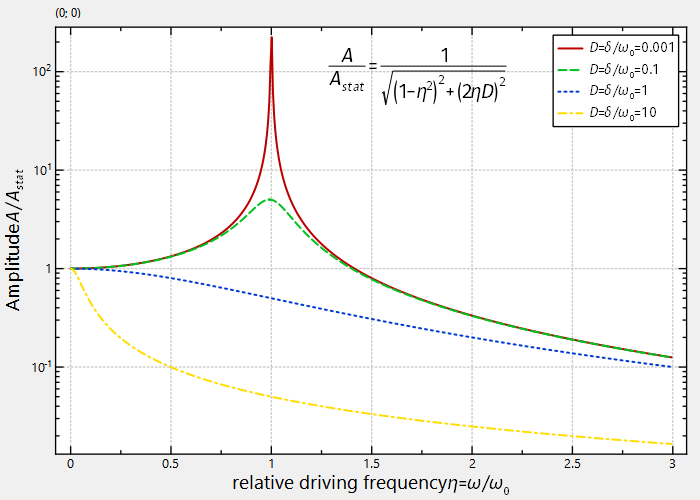 (0; 0)
A/A_stat = 1/√((1−η²)² + (2ηD)²)
D=δ/ω₀=0.001
D=δ/ω₀=0.1
D=δ/ω₀=1
D=δ/ω₀=10
10²
10¹
1
10⁻¹
Amplitude A/A_stat
0 0.5 1 1.5 2 2.5 3
relative driving frequency η=ω/ω₀